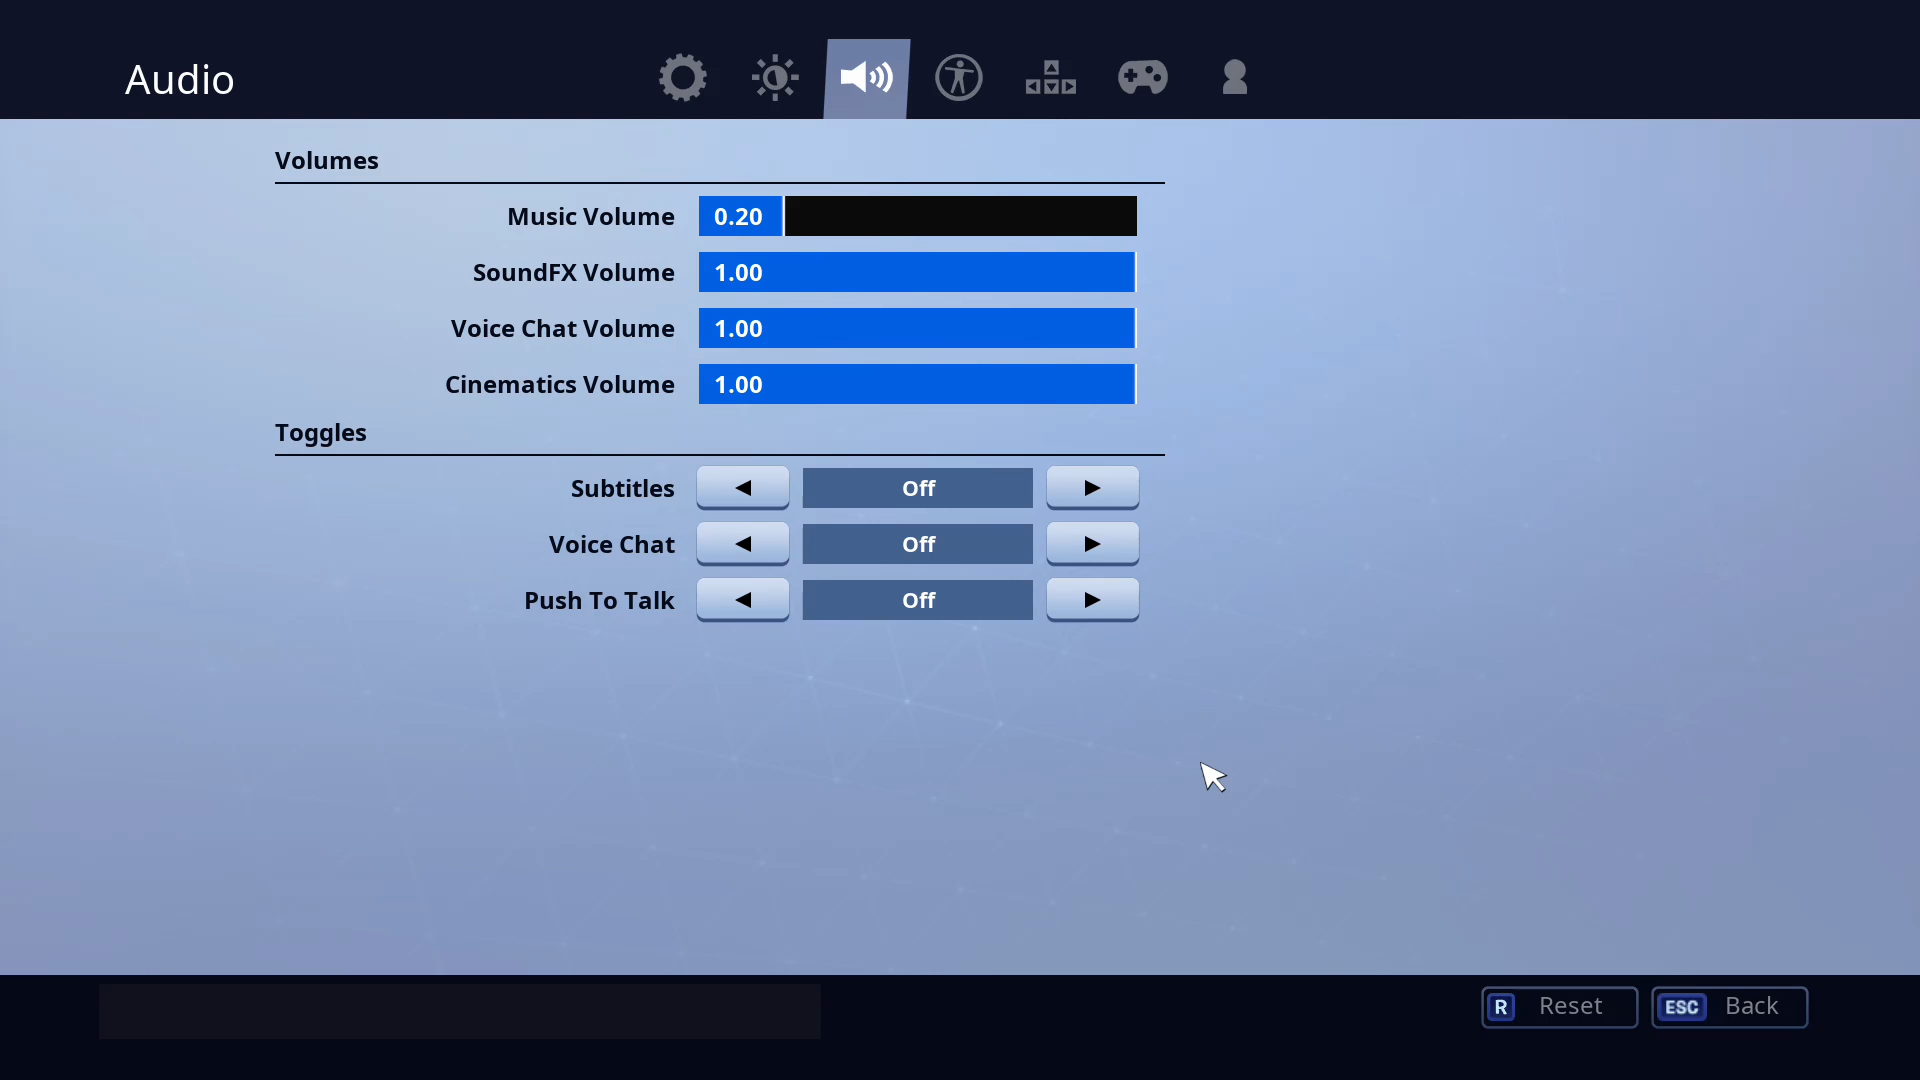 Audio
Volumes
Music Volume 0.20
SoundFX Volume 1.00
Voice Chat Volume 1.00
Cinematics Volume 1.00
Toggles
Subtitles Off
Voice Chat Off
Push To Talk Off
R Reset ESC Back